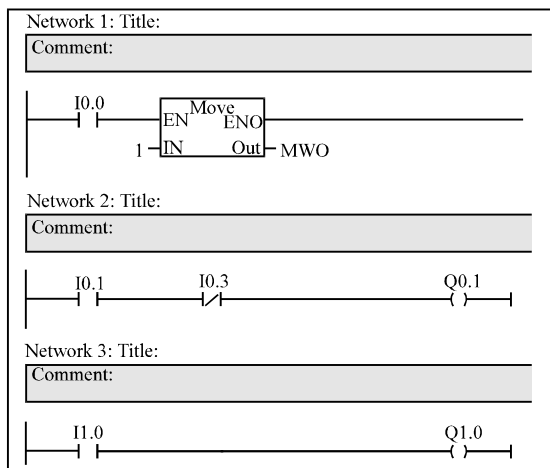 Network 1: Title:
Comment:
I0.0
Move
EN ENO
1 IN Out MWO
Network 2: Title:
Comment:
I0.1 I0.3 Q0.1
Network 3: Title:
Comment:
I1.0 Q1.0